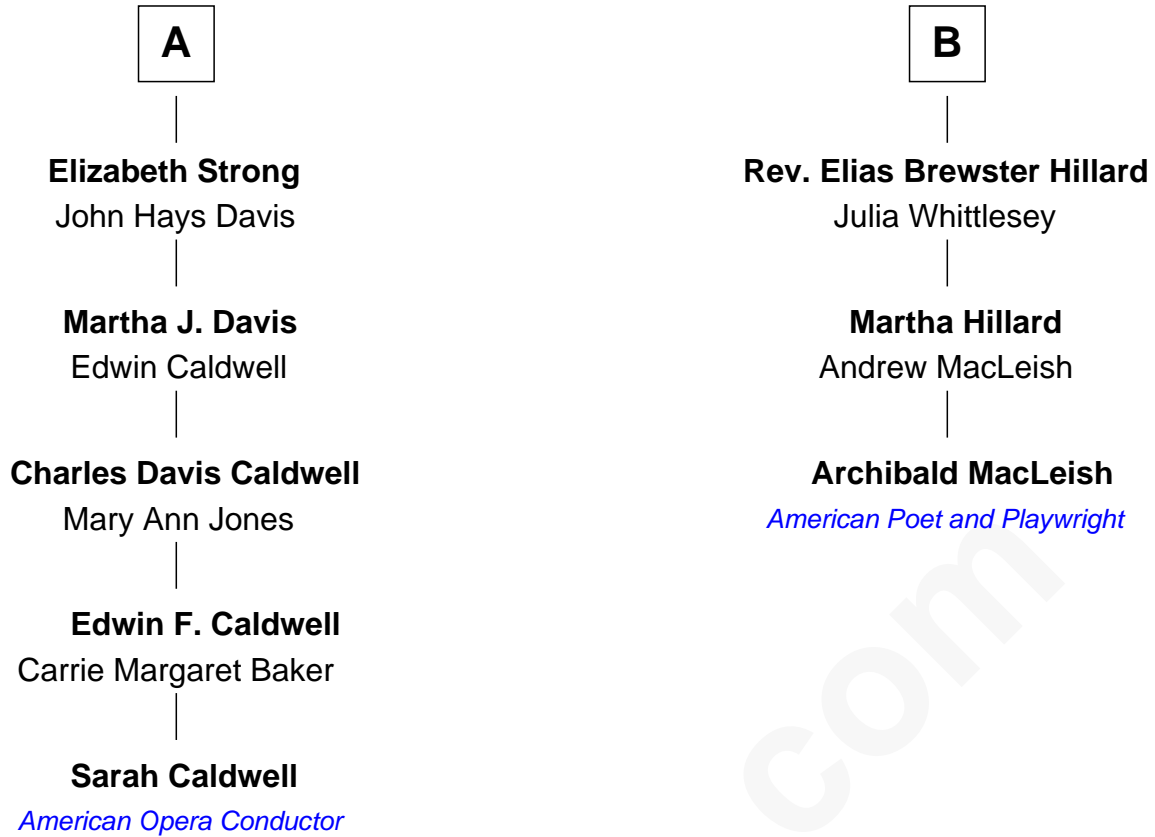 A
Elizabeth Strong
John Hays Davis
Martha J. Davis
Edwin Caldwell
Charles Davis Caldwell
Mary Ann Jones
Edwin F. Caldwell
Carrie Margaret Baker
Sarah Caldwell
American Opera Conductor
B
Rev. Elias Brewster Hillard
Julia Whittlesey
Martha Hillard
Andrew MacLeish
Archibald MacLeish
American Poet and Playwright
com